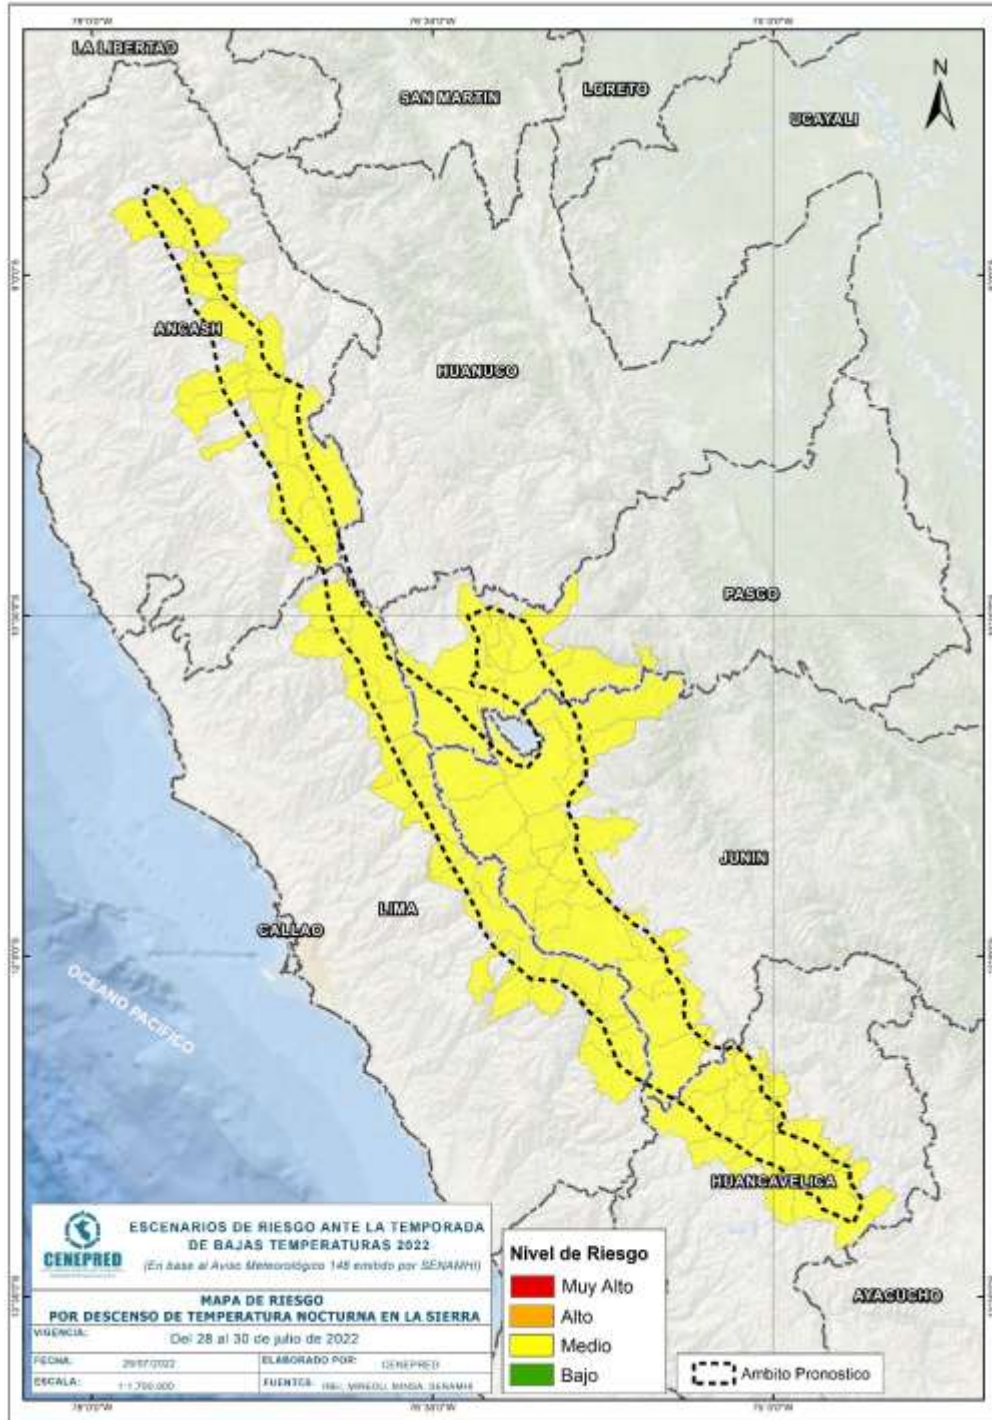 LA LIBERTAD
SAN MARTIN
LORETO
UCAYALI
N
ANCASH
HUANUCO
PASCO
JUNIN
LIMA
CALLAO
OCEANO PACIFICO
HUANCAVELICA
AYACUCHO
CENEPRED
ESCENARIOS DE RIESGO ANTE LA TEMPORADA
DE BAJAS TEMPERATURAS 2022
(En base al Aviso Meteorológico 148 emitido por SENAMHI)
MAPA DE RIESGO
POR DESCENSO DE TEMPERATURA NOCTURNA EN LA SIERRA
VIGENCIA: Del 28 al 30 de julio de 2022
FECHA: ELABORADO POR: CENEPRED
ESCALA: FUENTES: MINSA, SENAMHI
Nivel de Riesgo
Muy Alto
Alto
Medio
Bajo
Ambito Pronostico